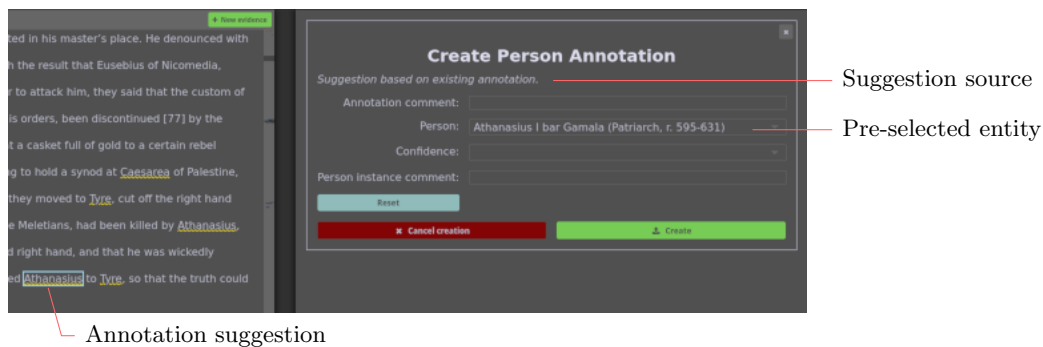 + New evidence
ted in his master's place. He denounced with
h the result that Eusebius of Nicomedia,
r to attack him, they said that the custom of
is orders, been discontinued [77] by the
t a casket full of gold to a certain rebel
ng to hold a synod at Caesarea of Palestine,
they moved to Tyre, cut off the right hand
e Meletians, had been killed by Athanasius,
d right hand, and that he was wickedly
ed Athanasius to Tyre, so that the truth could
Create Person Annotation
Suggestion based on existing annotation.
Annotation comment:
Person: Athanasius I bar Gamala (Patriarch, r. 595-631)
Confidence:
Person instance comment:
Reset
Cancel creation
Create
Suggestion source
Pre-selected entity
Annotation suggestion